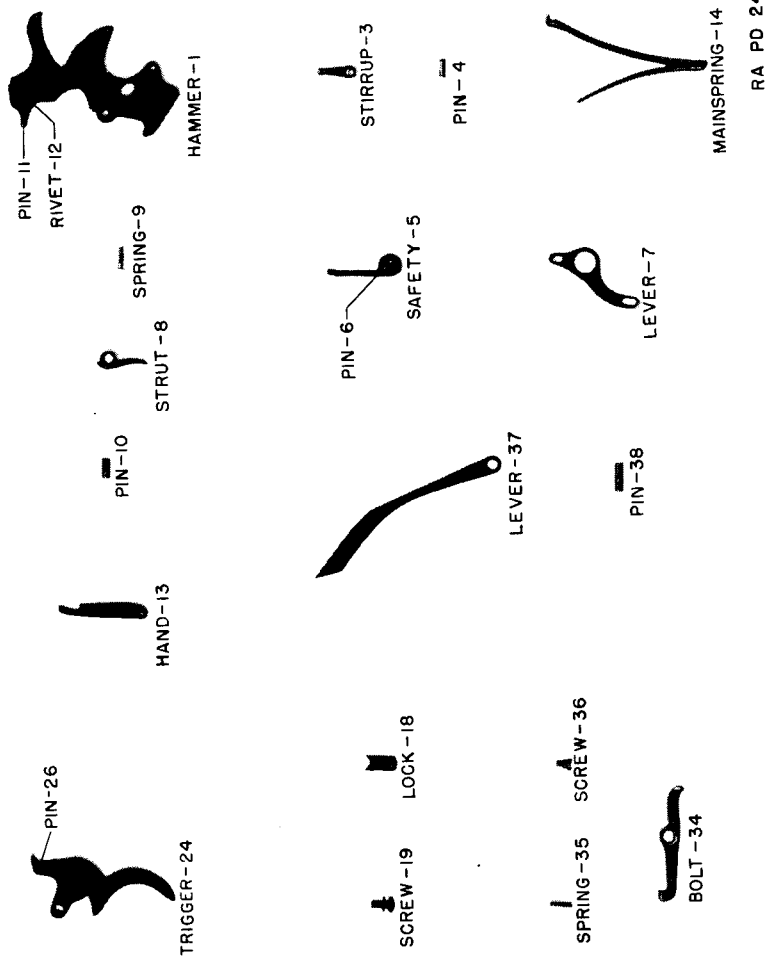 TRIGGER-24
PIN-26
HAND-13
PIN-10
STRUT-8
SPRING-9
PIN-11
RIVET-12
HAMMER-1
SCREW-19
LOCK-18
LEVER-37
PIN-6
SAFETY-5
STIRRUP-3
PIN-4
SPRING-35
SCREW-36
BOLT-34
PIN-38
LEVER-7
MAINSPRING-14
RA PD 24